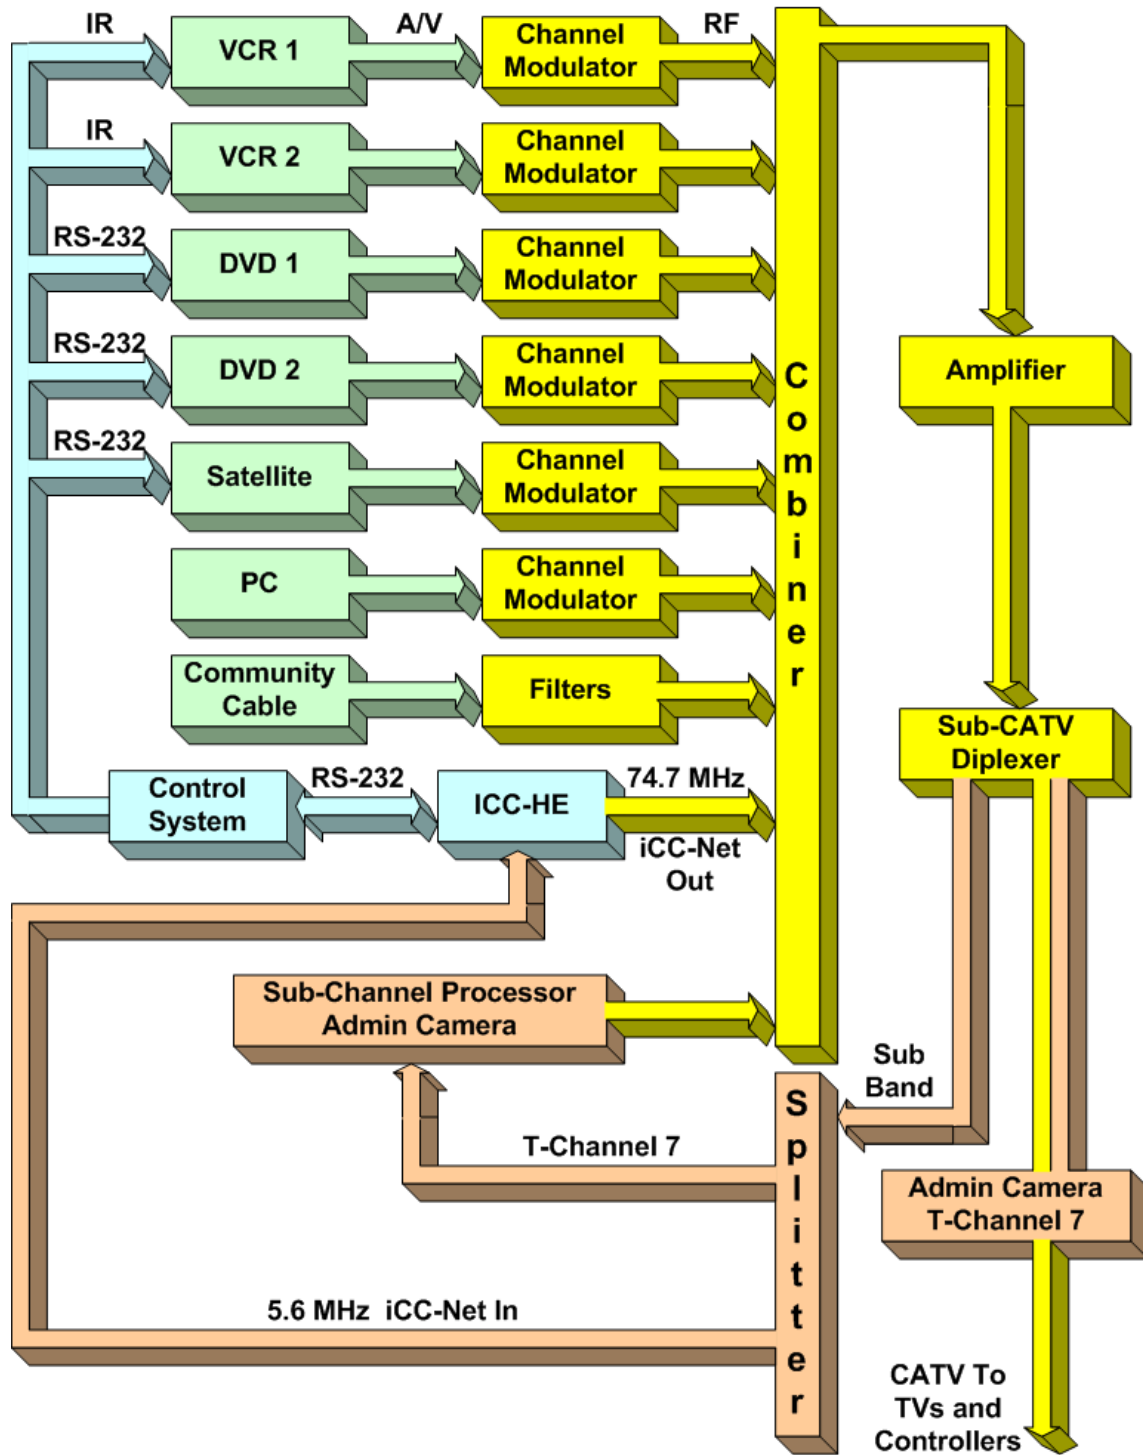 IR
VCR 1
A/V
Channel
Modulator
RF
IR
VCR 2
Channel
Modulator
RS-232
DVD 1
Channel
Modulator
RS-232
DVD 2
Channel
Modulator
RS-232
Satellite
Channel
Modulator
PC
Channel
Modulator
Community
Cable
Filters
Combiner
Amplifier
Sub-CATV
Diplexer
Control
System
RS-232
ICC-HE
74.7 MHz
iCC-Net
Out
Sub-Channel Processor
Admin Camera
Sub
Band
Splitter
T-Channel 7
Admin Camera
T-Channel 7
5.6 MHz iCC-Net In
CATV To
TVs and
Controllers